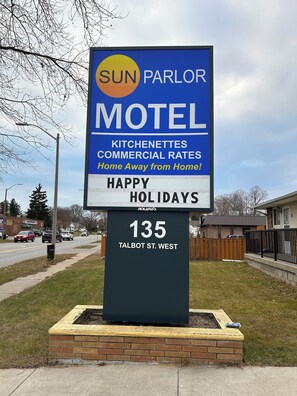 SUN PARLOR
MOTEL
KITCHENETTES
COMMERCIAL RATES
Home Away from Home!
HAPPY
HOLIDAYS
135
TALBOT ST. WEST